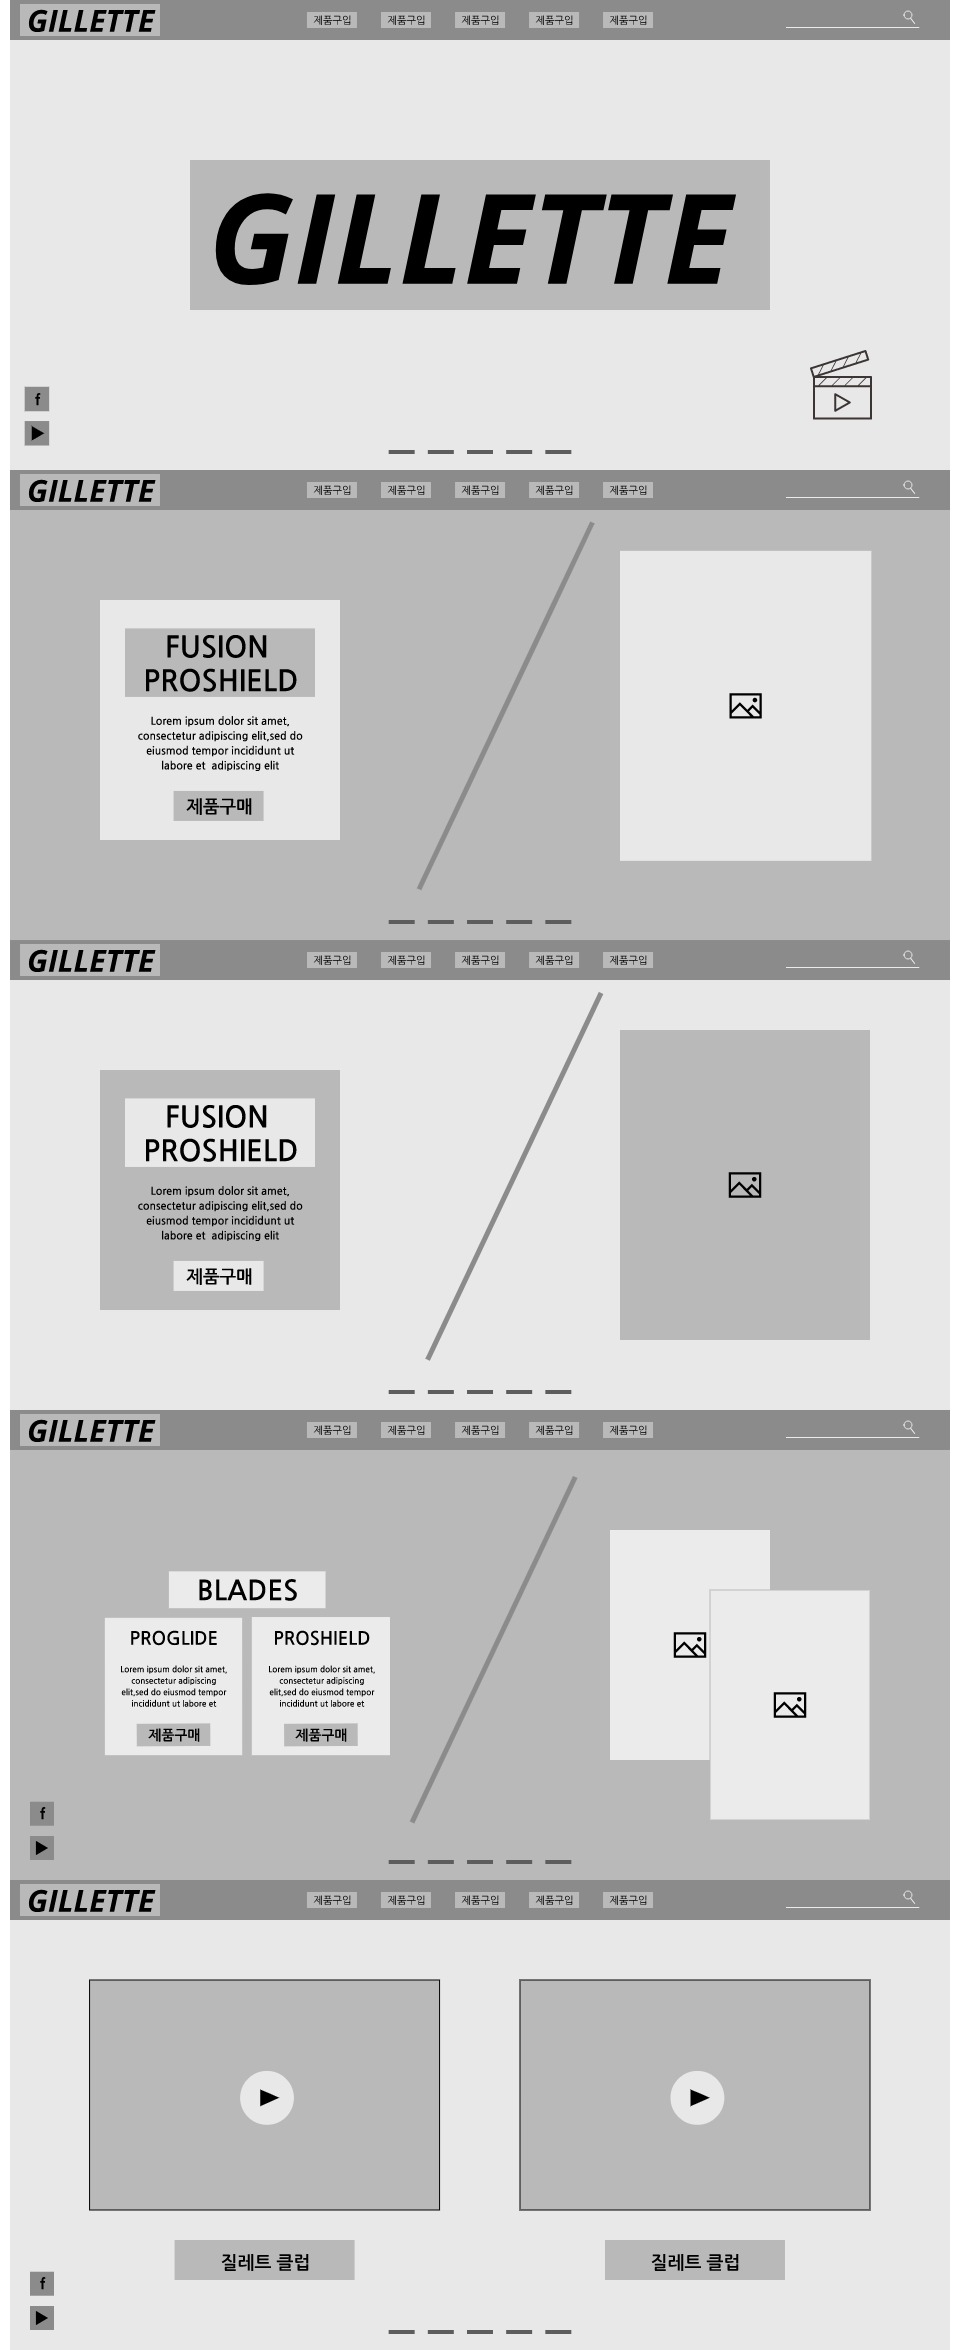 GILLETTE 제품구입 제품구입 제품구입 제품구입 제품구입
GILLETTE
f
GILLETTE 제품구입 제품구입 제품구입 제품구입 제품구입
FUSION
PROSHIELD
Lorem ipsum dolor sit amet,
consectetur adipiscing elit,sed do
eiusmod tempor incididunt ut
labore et adipiscing elit
제품구매
GILLETTE 제품구입 제품구입 제품구입 제품구입 제품구입
FUSION
PROSHIELD
Lorem ipsum dolor sit amet,
consectetur adipiscing elit,sed do
eiusmod tempor incididunt ut
labore et adipiscing elit
제품구매
GILLETTE 제품구입 제품구입 제품구입 제품구입 제품구입
BLADES
PROGLIDE
Lorem ipsum dolor sit amet,
consectetur adipiscing
elit,sed do eiusmod tempor
incididunt ut labore et
제품구매
PROSHIELD
Lorem ipsum dolor sit amet,
consectetur adipiscing
elit,sed do eiusmod tempor
incididunt ut labore et
제품구매
f
GILLETTE 제품구입 제품구입 제품구입 제품구입 제품구입
질레트 클럽 질레트 클럽
f